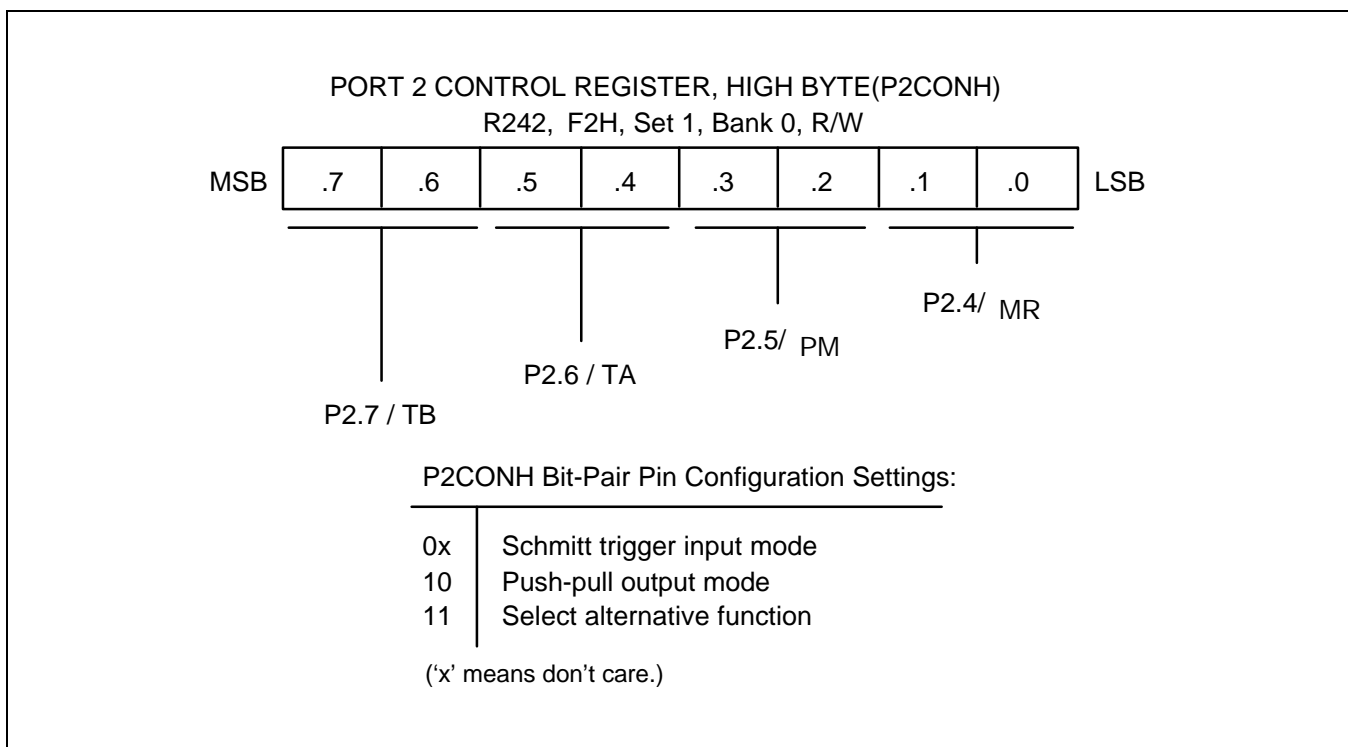 PORT 2 CONTROL REGISTER, HIGH BYTE(P2CONH)
R242, F2H, Set 1, Bank 0, R/W
MSB .7 .6 .5 .4 .3 .2 .1 .0 LSB
P2.4/ MR
P2.5/ PM
P2.6 / TA
P2.7 / TB
P2CONH Bit-Pair Pin Configuration Settings:
0x Schmitt trigger input mode
10 Push-pull output mode
11 Select alternative function
(‘x’ means don’t care.)